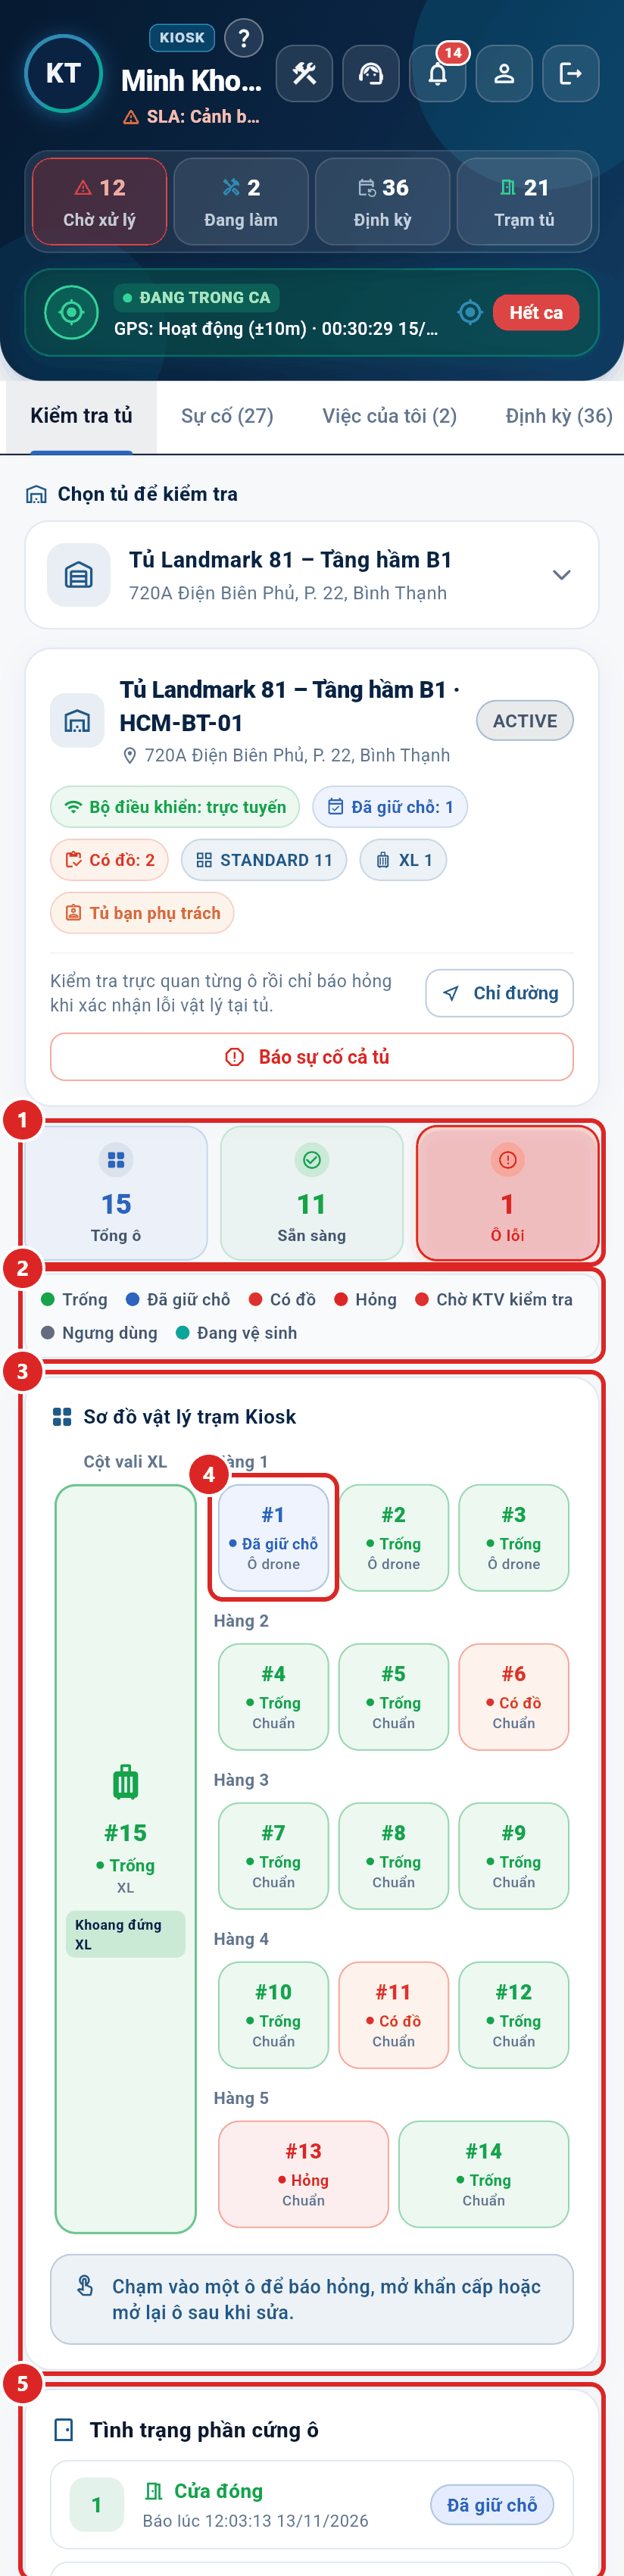 KIOSK ?
KT
Minh Kho...
SLA: Cảnh b...
14
12
Chờ xử lý
2
Đang làm
36
Định kỳ
21
Trạm tủ
ĐANG TRONG CA
GPS: Hoạt động (±10m) · 00:30:29 15/...
Hết ca
Kiểm tra tủ
Sự cố (27)
Việc của tôi (2)
Định kỳ (36)
Chọn tủ để kiểm tra
Tủ Landmark 81 – Tầng hầm B1
720A Điện Biên Phủ, P. 22, Bình Thạnh
Tủ Landmark 81 – Tầng hầm B1 ·
HCM-BT-01
720A Điện Biên Phủ, P. 22, Bình Thạnh
ACTIVE
Bộ điều khiển: trực tuyến
Đã giữ chỗ: 1
Có đồ: 2
STANDARD 11
XL 1
Tủ bạn phụ trách
Kiểm tra trực quan từng ô rồi chỉ báo hỏng
khi xác nhận lỗi vật lý tại tủ.
Chỉ đường
Báo sự cố cả tủ
1
15
Tổng ô
11
Sẵn sàng
1
Ô lỗi
2
Trống
Đã giữ chỗ
Có đồ
Hỏng
Chờ KTV kiểm tra
Ngưng dùng
Đang vệ sinh
3
Sơ đồ vật lý trạm Kiosk
Cột vali XL
4
àng 1
#1
Đã giữ chỗ
Ô drone
#2
Trống
Ô drone
#3
Trống
Ô drone
Hàng 2
#4
Trống
Chuẩn
#5
Trống
Chuẩn
#6
Có đồ
Chuẩn
Hàng 3
#7
Trống
Chuẩn
#8
Trống
Chuẩn
#9
Trống
Chuẩn
#15
Trống
XL
Khoang đứng
XL
Hàng 4
#10
Trống
Chuẩn
#11
Có đồ
Chuẩn
#12
Trống
Chuẩn
Hàng 5
#13
Hỏng
Chuẩn
#14
Trống
Chuẩn
Chạm vào một ô để báo hỏng, mở khẩn cấp hoặc
mở lại ô sau khi sửa.
5
Tình trạng phần cứng ô
1
Cửa đóng
Báo lúc 12:03:13 13/11/2026
Đã giữ chỗ